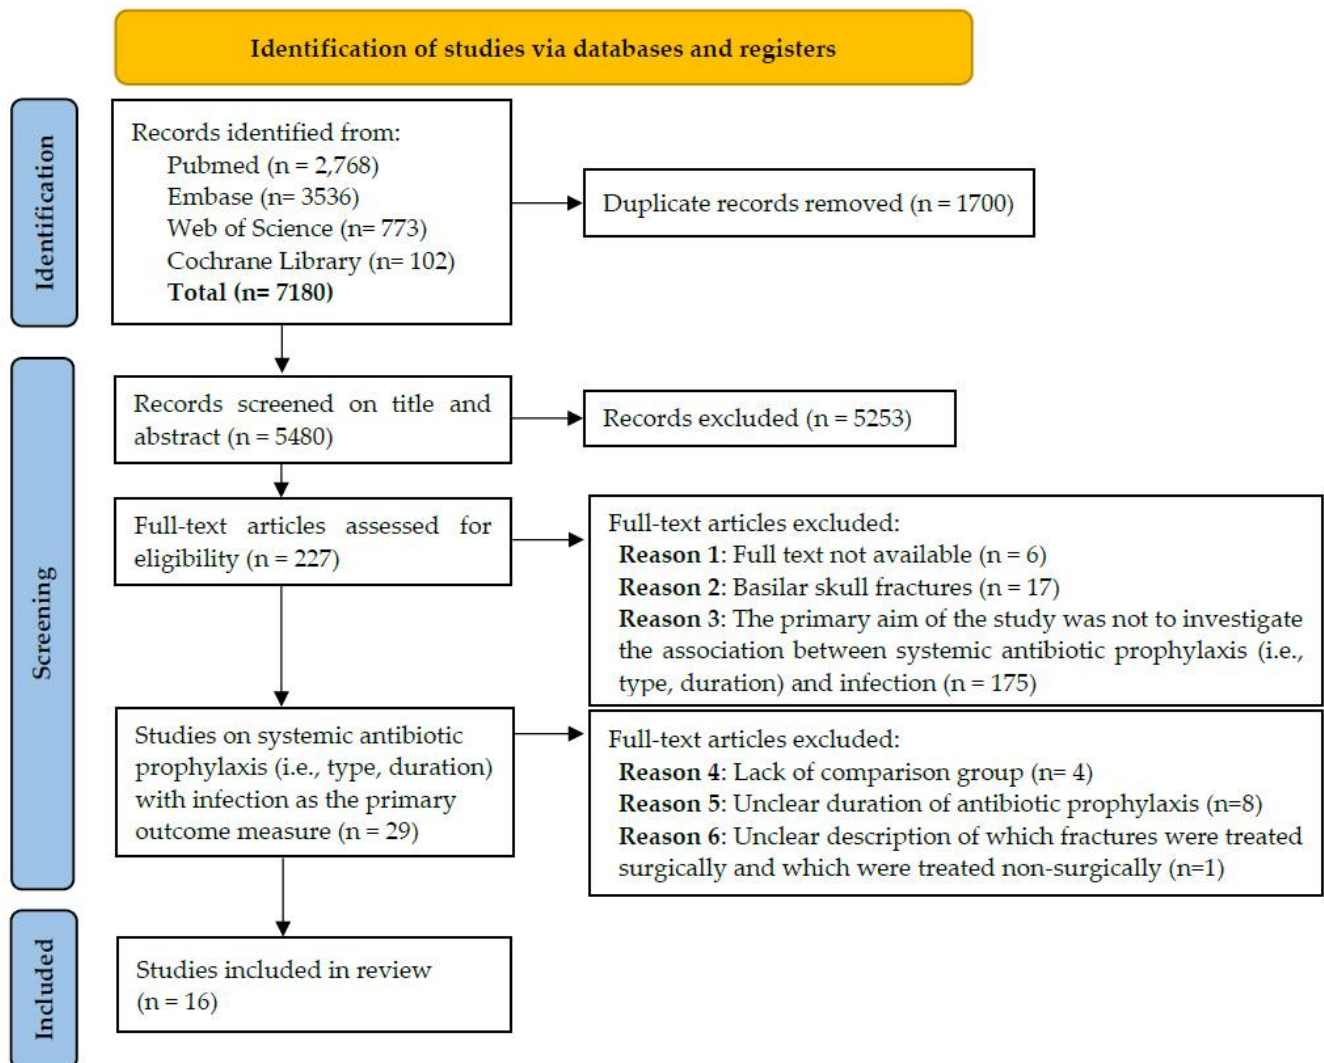 Identification of studies via databases and registers
Identification
Records identified from:
Pubmed (n = 2,768)
Embase (n= 3536)
Web of Science (n= 773)
Cochrane Library (n= 102)
Total (n= 7180)
Duplicate records removed (n = 1700)
Screening
Records screened on title and
abstract (n = 5480)
Records excluded (n = 5253)
Full-text articles assessed for
eligibility (n = 227)
Full-text articles excluded:
Reason 1: Full text not available (n = 6)
Reason 2: Basilar skull fractures (n = 17)
Reason 3: The primary aim of the study was not to investigate
the association between systemic antibiotic prophylaxis (i.e.,
type, duration) and infection (n = 175)
Studies on systemic antibiotic
prophylaxis (i.e., type, duration)
with infection as the primary
outcome measure (n = 29)
Full-text articles excluded:
Reason 4: Lack of comparison group (n= 4)
Reason 5: Unclear duration of antibiotic prophylaxis (n=8)
Reason 6: Unclear description of which fractures were treated
surgically and which were treated non-surgically (n=1)
Included
Studies included in review
(n = 16)